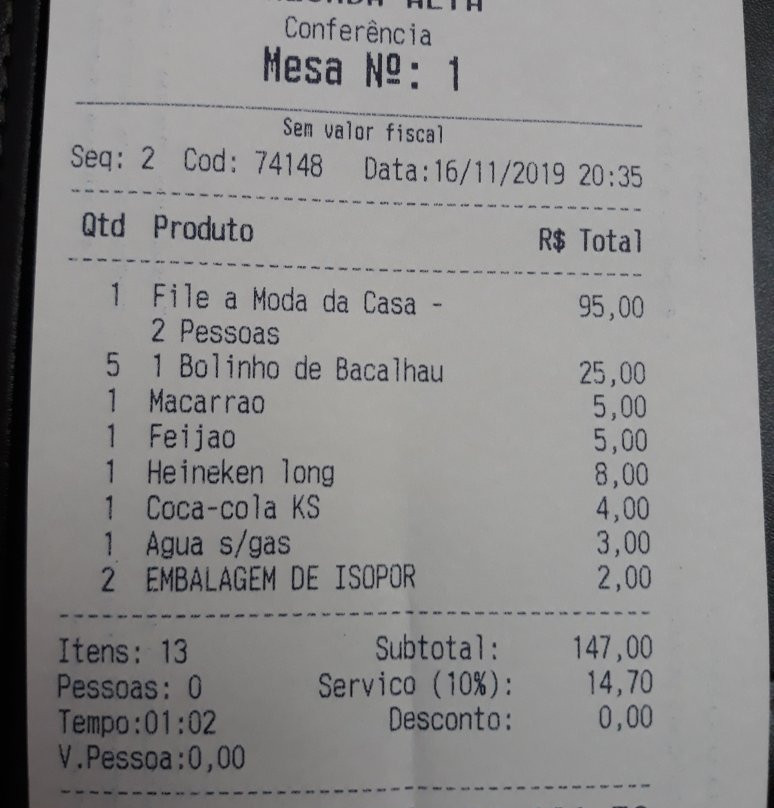 Conferência
Mesa Nº: 1
Sem valor fiscal
Seq: 2 Cod: 74148 Data:16/11/2019 20:35
Qtd Produto R$ Total
1 File a Moda da Casa - 95,00
2 Pessoas
5 1 Bolinho de Bacalhau 25,00
1 Macarrao 5,00
1 Feijao 5,00
1 Heineken long 8,00
1 Coca-cola KS 4,00
1 Agua s/gas 3,00
2 EMBALAGEM DE ISOPOR 2,00
Itens: 13 Subtotal: 147,00
Pessoas: 0 Servico (10%): 14,70
Tempo:01:02 Desconto: 0,00
V.Pessoa:0,00